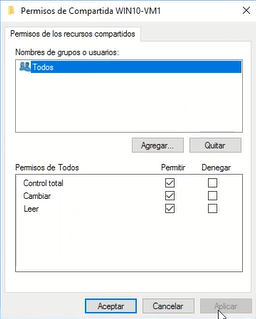 Permisos de Compartida WIN10-VM1
Permisos de los recursos compartidos
Nombres de grupos o usuarios:
Todos
Agregar... Quitar
Permisos de Todos Permitir Denegar
Control total
Cambiar
Leer
Aceptar Cancelar Aplicar